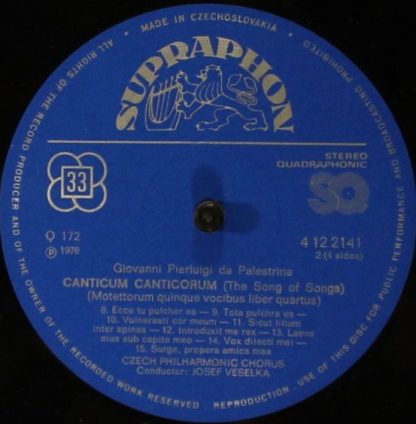 · MADE IN CZECHOSLOVAKIA ·
ALL RIGHTS OF THE RECORD PRODUCER AND OF THE OWNER OF THE RECORDED WORK RESERVED · REPRODUCTION · USE OF THIS DISC FOR PUBLIC PERFORMANCE AND BROADCASTING PROHIBITED
SUPRAPHON
33
STEREO
QUADRAPHONIC
SQ
Q 172
℗ 1976
4 12 2141
2 (4 sides)
Giovanni Pierluigi da Palestrina
CANTICUM CANTICORUM (The Song of Songs)
(Motettorum quinque vocibus liber quartus)
8. Ecce tu pulcher es — 9. Tota pulchra es —
10. Vulnerasti cor meum — 11. Sicut lilium
inter spinas — 12. Introduxit me rex — 13. Laeva
eius sub capite meo — 14. Vox dilecti mei —
15. Surge, propera amica mea
CZECH PHILHARMONIC CHORUS
Conductor: JOSEF VESELKA